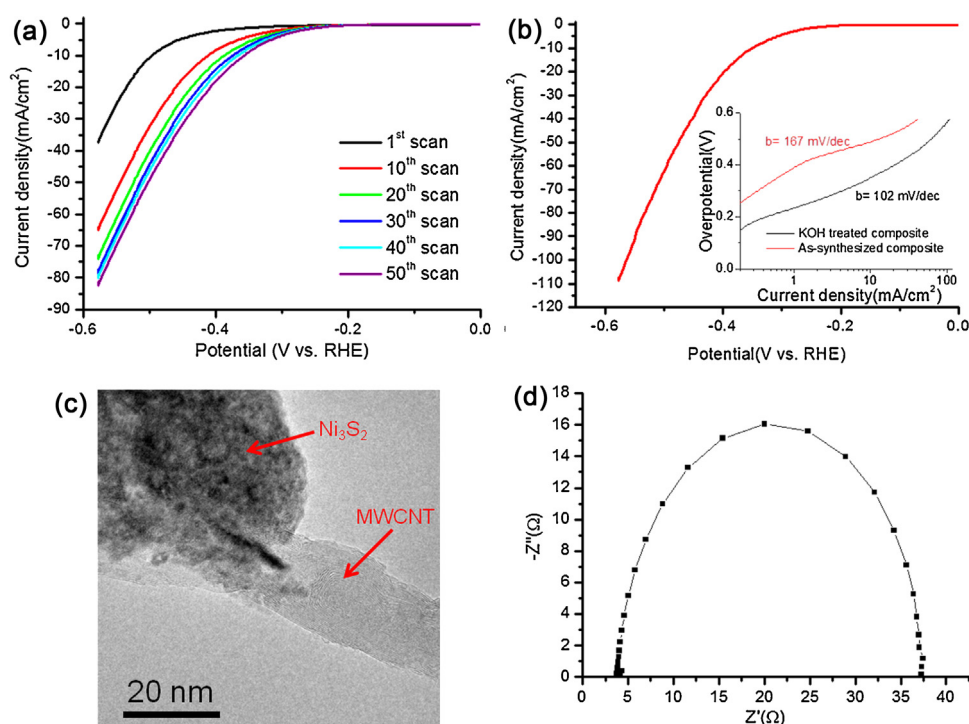 (a)
0
-10
-20
-30
-40
-50
-60
-70
-80
-90
Current density(mA/cm²)
-0.6
-0.4
-0.2
0.0
Potential (V vs. RHE)
1st scan
10th scan
20th scan
30th scan
40th scan
50th scan
(b)
0
-10
-20
-30
-40
-50
-60
-70
-80
-90
-100
-110
-120
Current density(mA/cm²)
-0.6
-0.4
-0.2
0.0
Potential(V vs. RHE)
0.6
0.4
0.2
0.0
Overpotential(V)
b= 167 mV/dec
b= 102 mV/dec
KOH treated composite
As-synthesized composite
1
10
100
Current density(mA/cm²)
(c)
Ni₃S₂
MWCNT
20 nm
(d)
18
16
14
12
10
8
6
4
2
0
-Z''(Ω)
0
5
10
15
20
25
30
35
40
Z'(Ω)